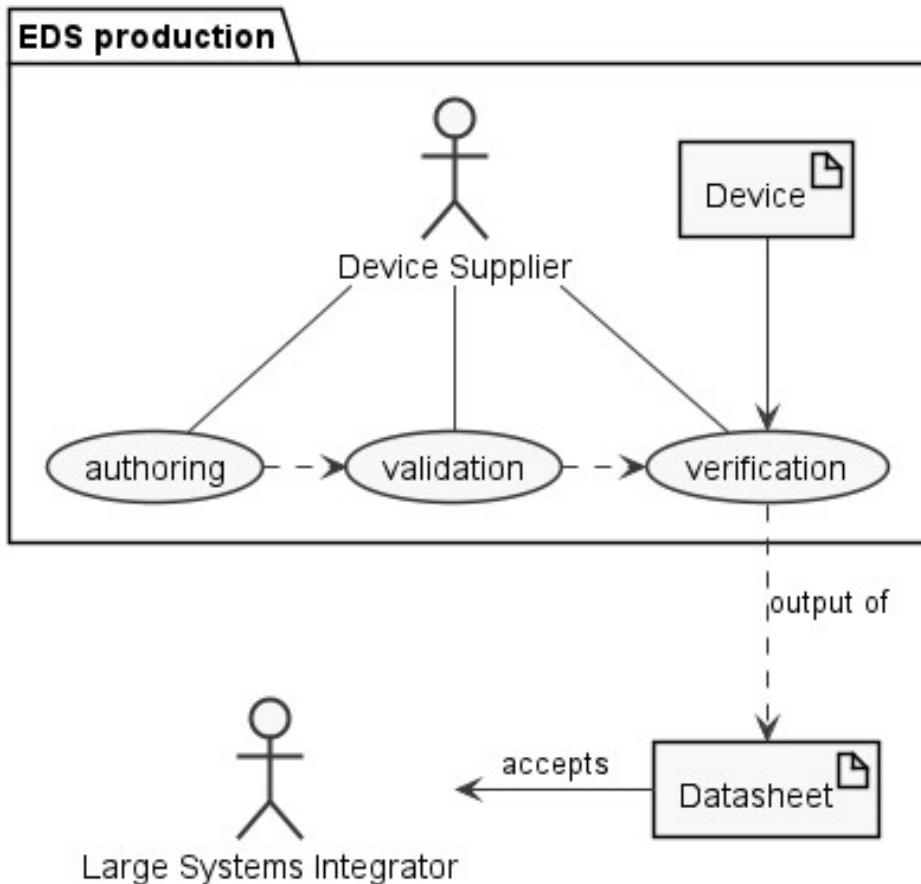 EDS production
Device
Device Supplier
authoring
validation
verification
output of
accepts
Datasheet
Large Systems Integrator